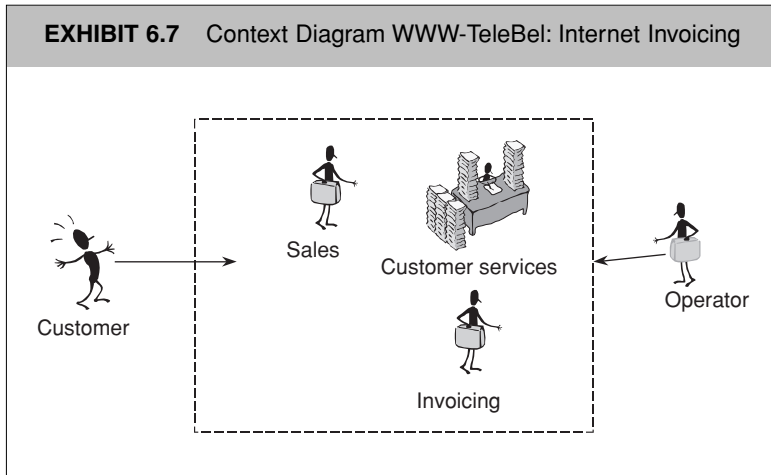 EXHIBIT 6.7 Context Diagram WWW-TeleBel: Internet Invoicing
Sales
Customer services
Customer
Operator
Invoicing